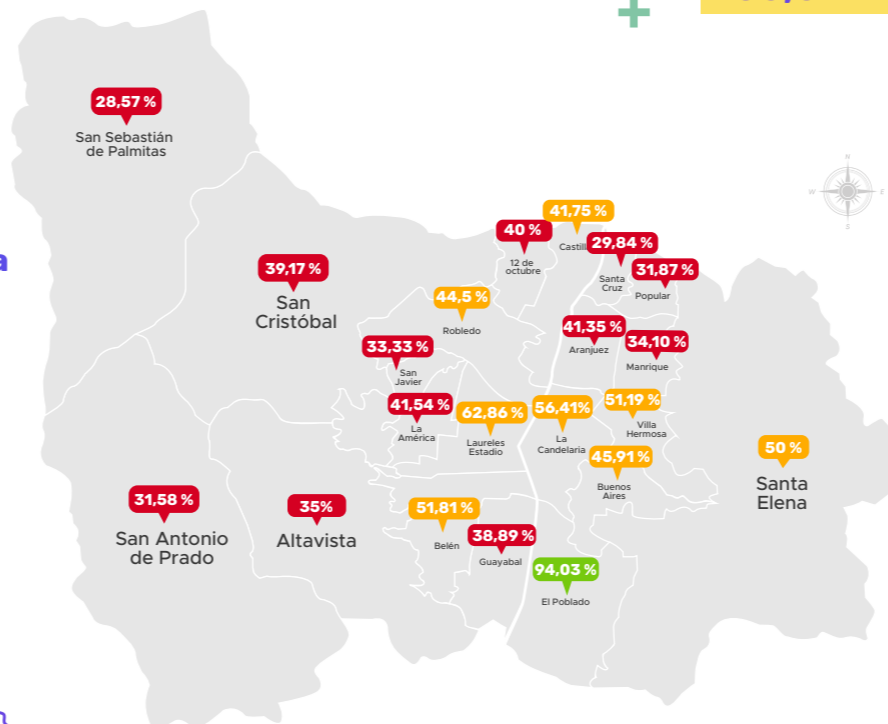 28,57 %
San Sebastián
de Palmitas
N
W
E
S
41,75 %
40 %
29,84 %
12 de
octubre
Santa
Cruz
31,87 %
Popular
a
39,17 %
San
Cristóbal
44,5 %
Robledo
41,35 %
Aranjuez
34,10 %
Manrique
33,33 %
San
Javier
41,54 %
La
América
62,86 %
Laureles
Estadio
56,41%
La
Candelaria
51,19 %
Villa
Hermosa
45,91 %
Buenos
Aires
50 %
Santa
Elena
31,58 %
San Antonio
de Prado
35%
Altavista
51,81 %
Belén
38,89 %
Guayabal
94,03 %
El Poblado